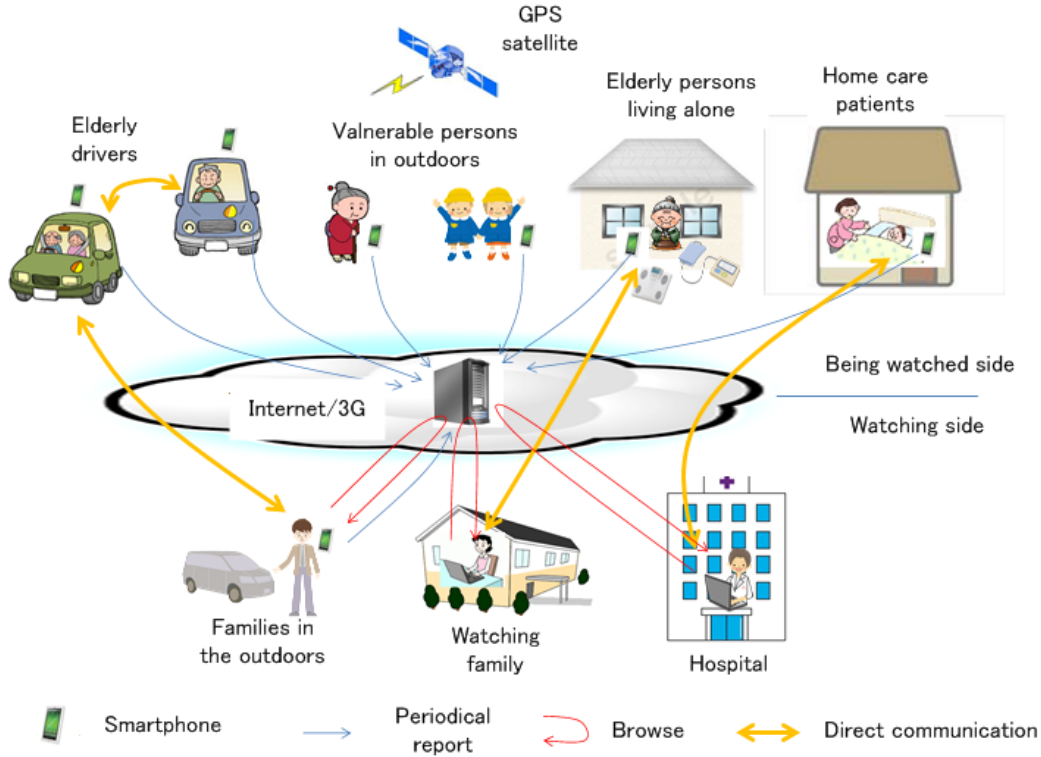 GPS
satellite
Elderly persons
living alone
Home care
patients
Elderly
drivers
Valnerable persons
in outdoors
Internet/3G
Being watched side
Watching side
Families in
the outdoors
Watching
family
Hospital
Smartphone
Periodical
report
Browse
Direct communication